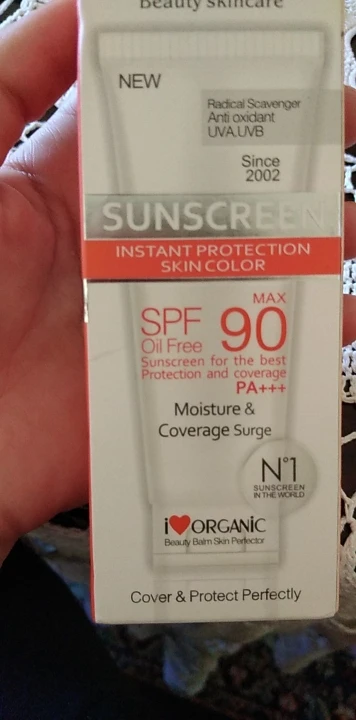 Beauty skincare
NEW
Radical Scavenger
Anti oxidant
UVA.UVB
Since
2002
SUNSCREEN
INSTANT PROTECTION
SKIN COLOR
MAX
SPF 90
Oil Free
Sunscreen for the best
Protection and coverage
PA+++
Moisture &
Coverage Surge
N°1
SUNSCREEN
IN THE WORLD
i♥ORGANiC
Beauty Balm Skin Perfector
Cover & Protect Perfectly